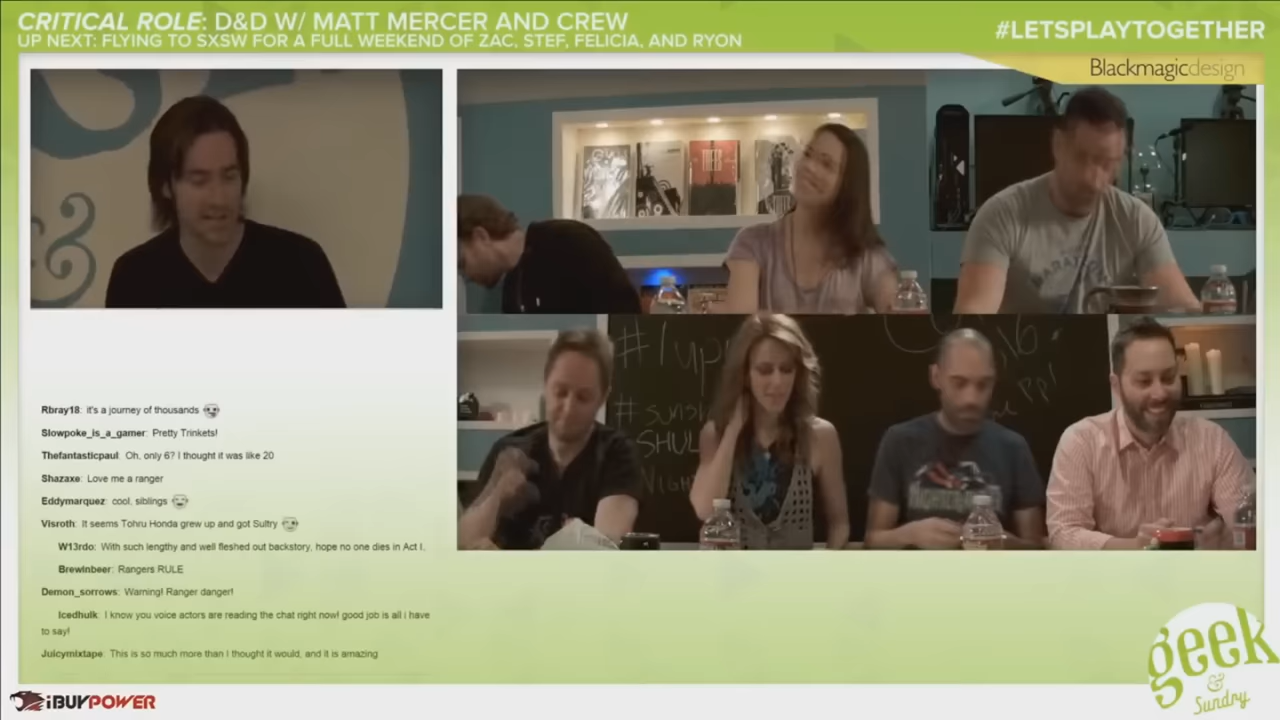 CRITICAL ROLE: D&D W/ MATT MERCER AND CREW
UP NEXT: FLYING TO SXSW FOR A FULL WEEKEND OF ZAC, STEF, FELICIA, AND RYON
#LETSPLAYTOGETHER
Blackmagicdesign
&
#1up
#suns
SHUL
NIGH
Rbray18: it's a journey of thousands
Slowpoke_is_a_gamer: Pretty Trinkets!
Thefantasticpaul: Oh, only 6? I thought it was like 20
Shazaxe: Love me a ranger
Eddymarquez: cool, siblings
Visroth: It seems Tohru Honda grew up and got Sultry
W13rdo: With such lengthy and well fleshed out backstory, hope no one dies in Act I.
Brewinbeer: Rangers RULE
Demon_sorrows: Warning! Ranger danger!
Icedhulk: I know you voice actors are reading the chat right now! good job is all i have
to say!
Juicymixtape: This is so much more than I thought it would, and it is amazing
iBUYPOWER
geek
&
Sundry